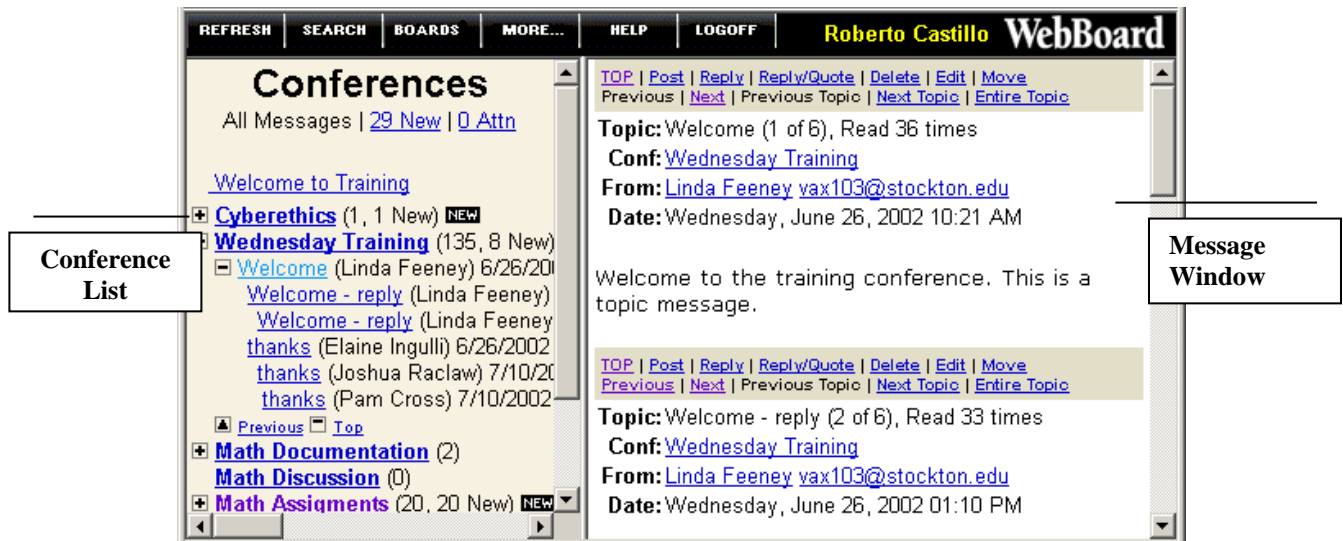 REFRESH SEARCH BOARDS MORE... HELP LOGOFF Roberto Castillo WebBoard
Conferences
All Messages | 29 New | 0 Attn
Welcome to Training
Cyberethics (1, 1 New) NEW
Wednesday Training (135, 8 New)
Welcome (Linda Feeney) 6/26/20
Welcome - reply (Linda Feeney)
Welcome - reply (Linda Feeney
thanks (Elaine Ingulli) 6/26/2002
thanks (Joshua Raclaw) 7/10/20
thanks (Pam Cross) 7/10/2002
Previous Top
Math Documentation (2)
Math Discussion (0)
Math Assigments (20, 20 New) NEW
Conference
List
TOP | Post | Reply | Reply/Quote | Delete | Edit | Move
Previous | Next | Previous Topic | Next Topic | Entire Topic
Topic: Welcome (1 of 6), Read 36 times
Conf: Wednesday Training
From: Linda Feeney vax103@stockton.edu
Date: Wednesday, June 26, 2002 10:21 AM
Welcome to the training conference. This is a
topic message.
TOP | Post | Reply | Reply/Quote | Delete | Edit | Move
Previous | Next | Previous Topic | Next Topic | Entire Topic
Topic: Welcome - reply (2 of 6), Read 33 times
Conf: Wednesday Training
From: Linda Feeney vax103@stockton.edu
Date: Wednesday, June 26, 2002 01:10 PM
Message
Window